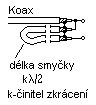 Koax
délka smyčky
kλ/2
k-činitel zkrácení